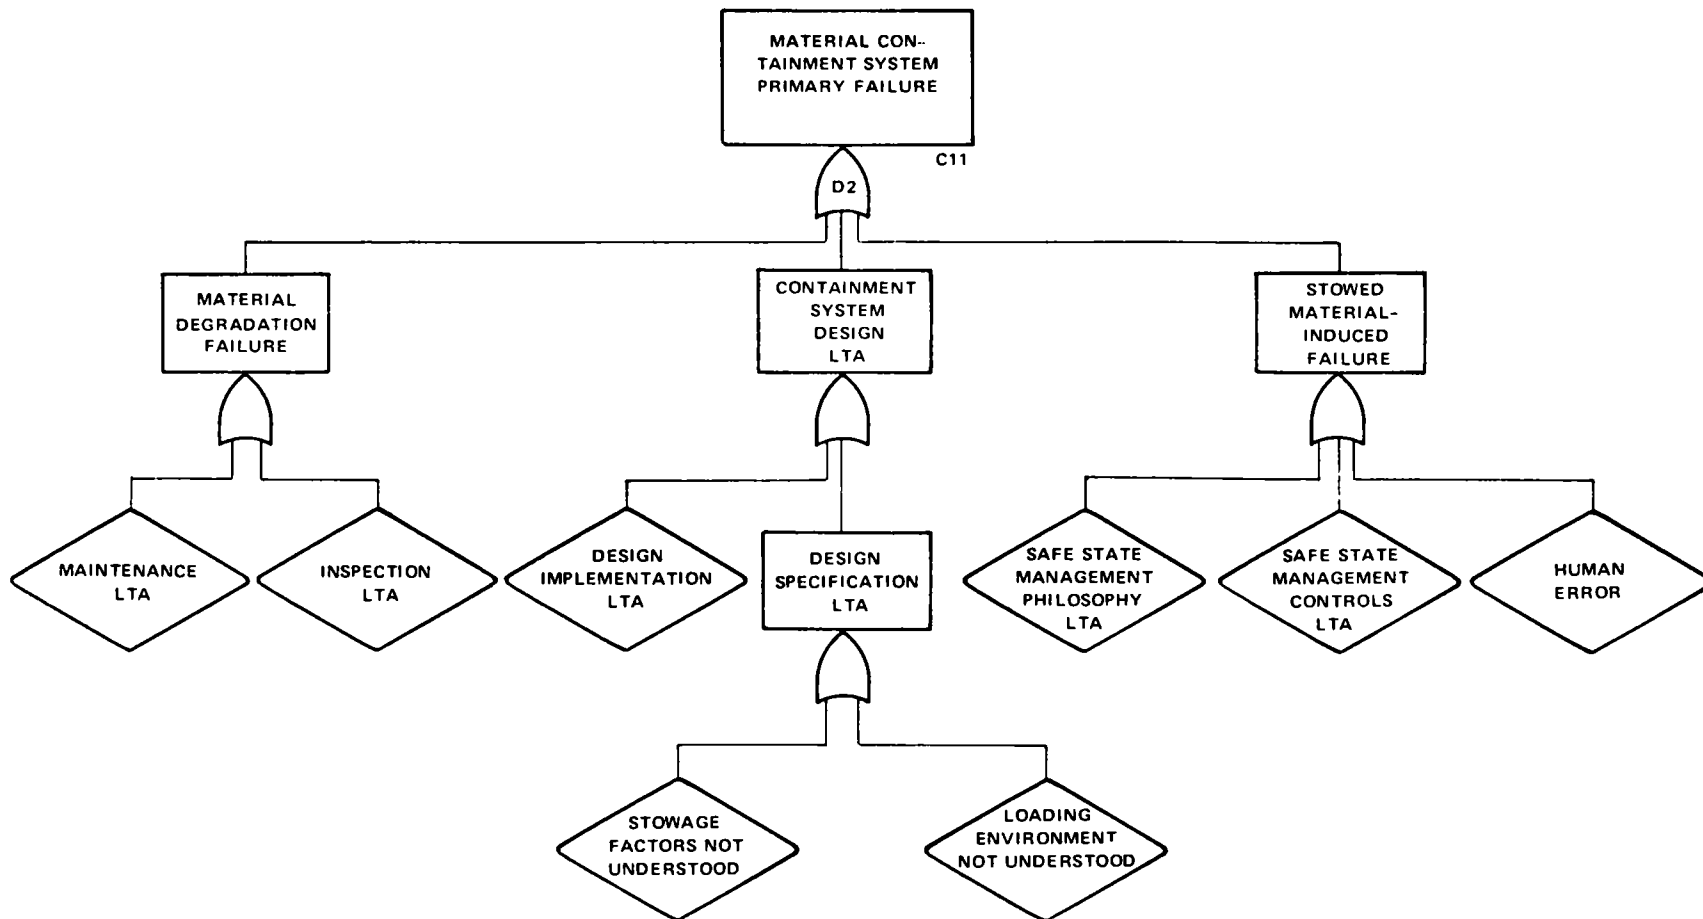 MATERIAL CON-
TAINMENT SYSTEM
PRIMARY FAILURE
C11
D2
MATERIAL
DEGRADATION
FAILURE
CONTAINMENT
SYSTEM
DESIGN
LTA
STOWED
MATERIAL-
INDUCED
FAILURE
MAINTENANCE
LTA
INSPECTION
LTA
DESIGN
IMPLEMENTATION
LTA
DESIGN
SPECIFICATION
LTA
SAFE STATE
MANAGEMENT
PHILOSOPHY
LTA
SAFE STATE
MANAGEMENT
CONTROLS
LTA
HUMAN
ERROR
STOWAGE
FACTORS NOT
UNDERSTOOD
LOADING
ENVIRONMENT
NOT UNDERSTOOD